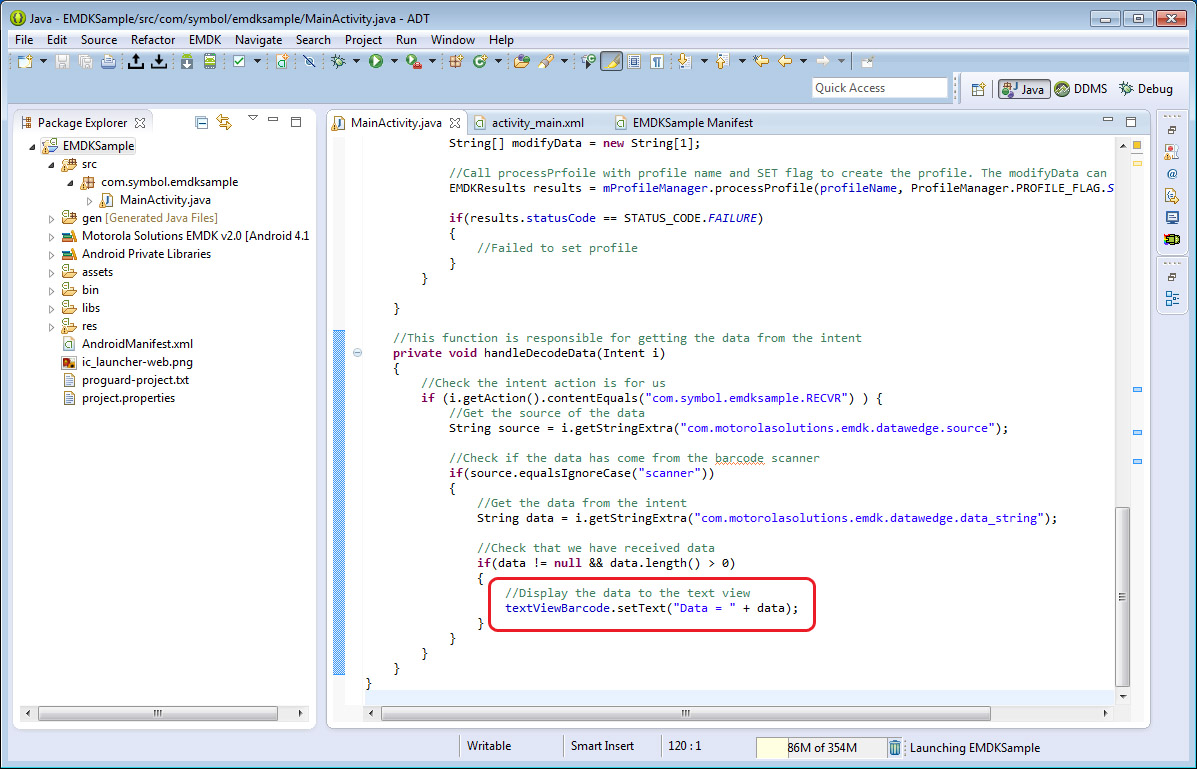 Java - EMDKSample/src/com/symbol/emdksample/MainActivity.java - ADT
File Edit Source Refactor EMDK Navigate Search Project Run Window Help
Quick Access
Java DDMS Debug
Package Explorer
EMDKSample
src
com.symbol.emdksample
MainActivity.java
gen [Generated Java Files]
Motorola Solutions EMDK v2.0 [Android 4.1
Android Private Libraries
assets
bin
libs
res
AndroidManifest.xml
ic_launcher-web.png
proguard-project.txt
project.properties
MainActivity.java activity_main.xml EMDKSample Manifest
String[] modifyData = new String[1];
//Call processPrfoile with profile name and SET flag to create the profile. The modifyData can
EMDKResults results = mProfileManager.processProfile(profileName, ProfileManager.PROFILE_FLAG.S
if(results.statusCode == STATUS_CODE.FAILURE)
{
//Failed to set profile
}
}
}
//This function is responsible for getting the data from the intent
private void handleDecodeData(Intent i)
{
//Check the intent action is for us
if (i.getAction().contentEquals("com.symbol.emdksample.RECVR") ) {
//Get the source of the data
String source = i.getStringExtra("com.motorolasolutions.emdk.datawedge.source");
//Check if the data has come from the barcode scanner
if(source.equalsIgnoreCase("scanner"))
{
//Get the data from the intent
String data = i.getStringExtra("com.motorolasolutions.emdk.datawedge.data_string");
//Check that we have received data
if(data != null && data.length() > 0)
{
//Display the data to the text view
textViewBarcode.setText("Data = " + data);
}
}
}
}
}
Writable Smart Insert 120 : 1 86M of 354M Launching EMDKSample